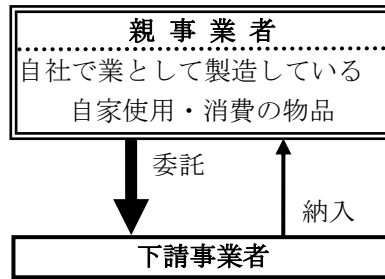 親事業者
自社で業として製造している
自家使用・消費の物品
委託
納入
下請事業者